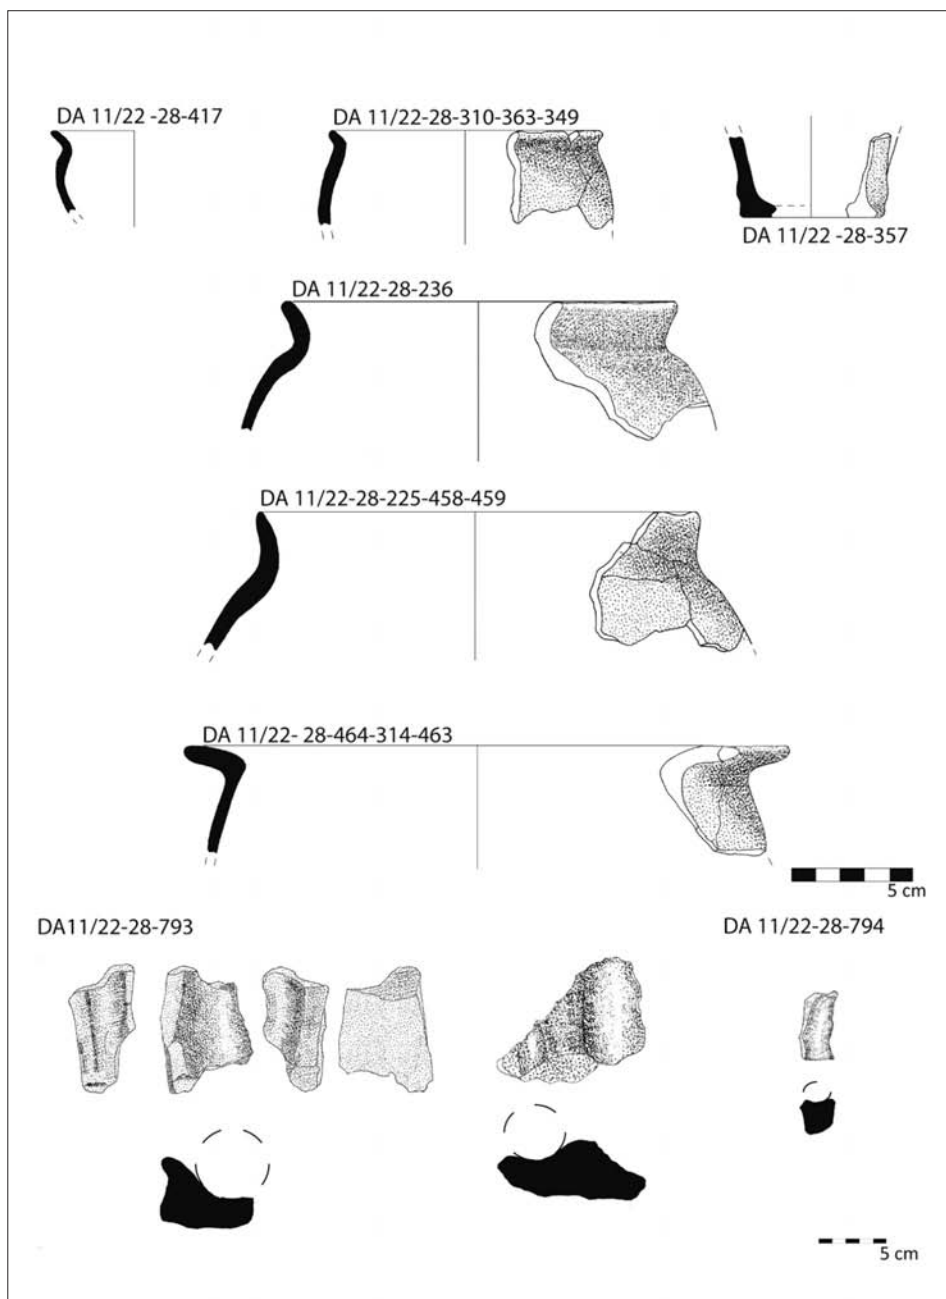 DA 11/22 -28-417
DA 11/22-28-310-363-349
DA 11/22 -28-357
DA 11/22-28-236
DA 11/22-28-225-458-459
DA 11/22- 28-464-314-463
5 cm
DA11/22-28-793
DA 11/22-28-794
5 cm